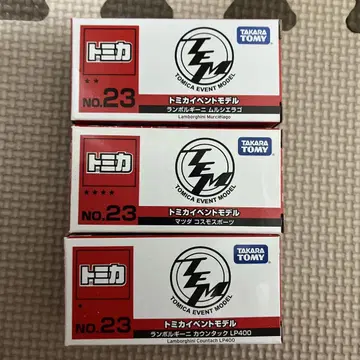 トミカ
NO.23
TEM
TOMICA EVENT MODEL
TAKARA TOMY
トミカイベントモデル
ランボルギーニ ムルシエラゴ
Lamborghini Murciélago
トミカ
NO.23
TEM
TOMICA EVENT MODEL
TAKARA TOMY
トミカイベントモデル
マツダ コスモスポーツ
トミカ
NO.23
TEM
TOMICA EVENT MODEL
TAKARA TOMY
トミカイベントモデル
ランボルギーニ カウンタック LP400
Lamborghini Countach LP400